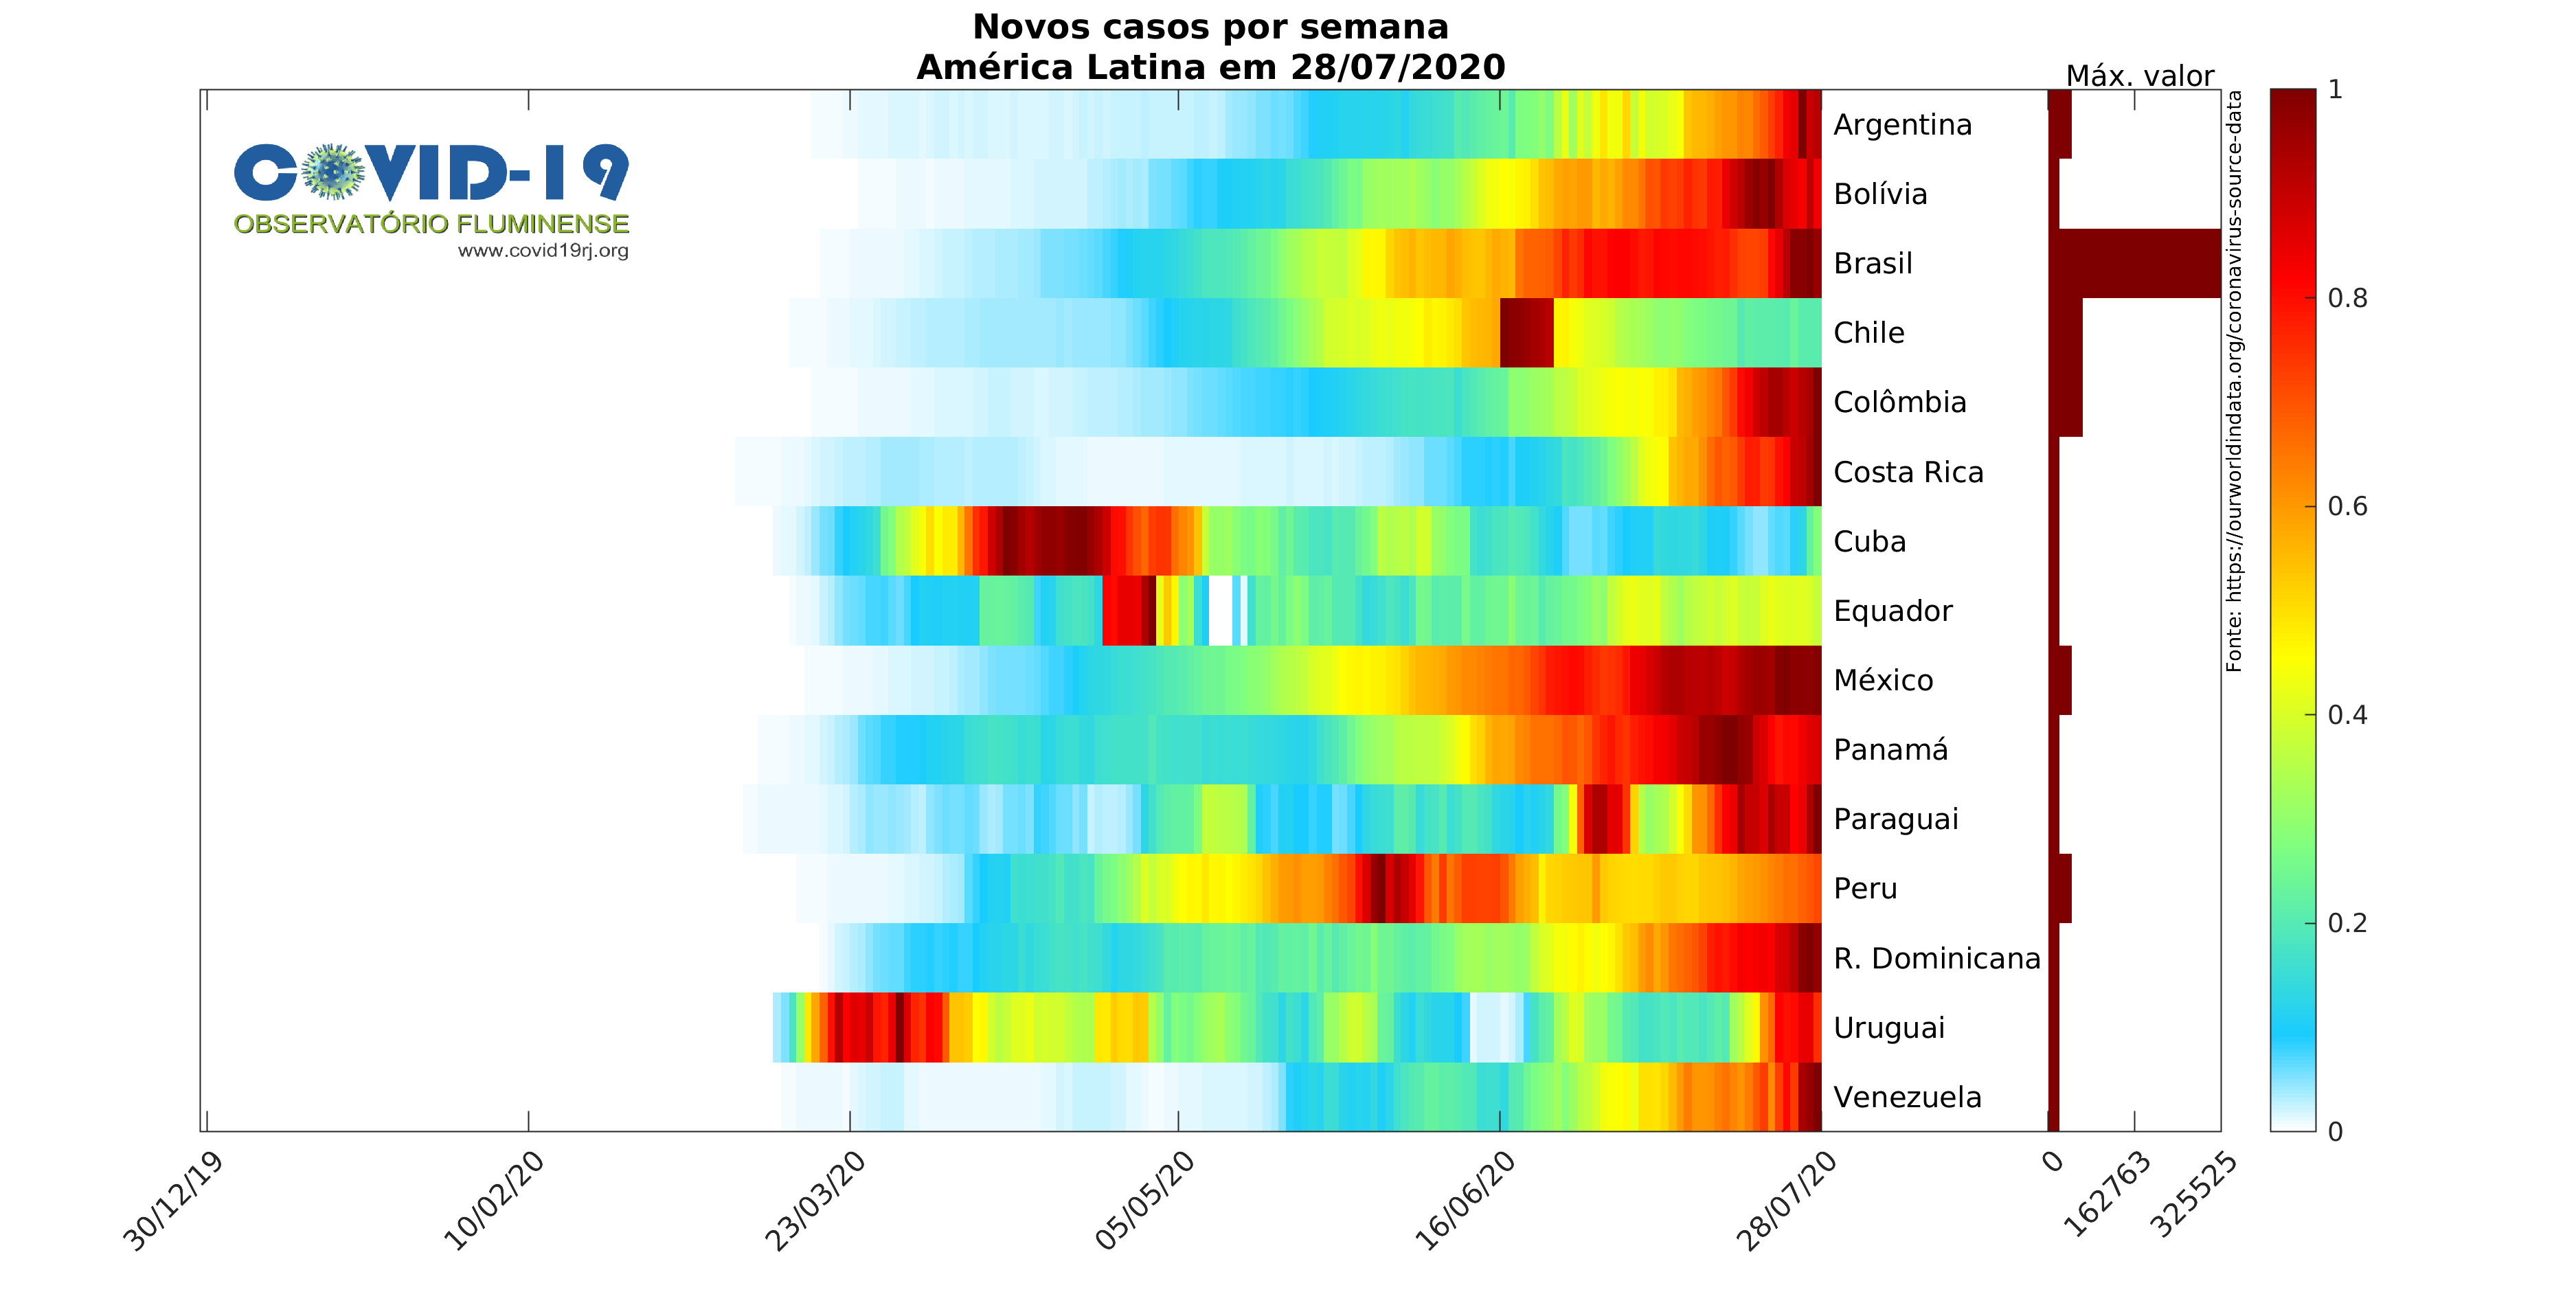 Novos casos por semana
América Latina em 28/07/2020
Máx. valor
COVID-19
OBSERVATÓRIO FLUMINENSE
www.covid19rj.org
Argentina
Bolívia
Brasil
Chile
Colômbia
Costa Rica
Cuba
Equador
México
Panamá
Paraguai
Peru
R. Dominicana
Uruguai
Venezuela
Fonte: https://ourworldindata.org/coronavirus-source-data
1
0.8
0.6
0.4
0.2
0
30/12/19
10/02/20
23/03/20
05/05/20
16/06/20
28/07/20
0
162763
325525